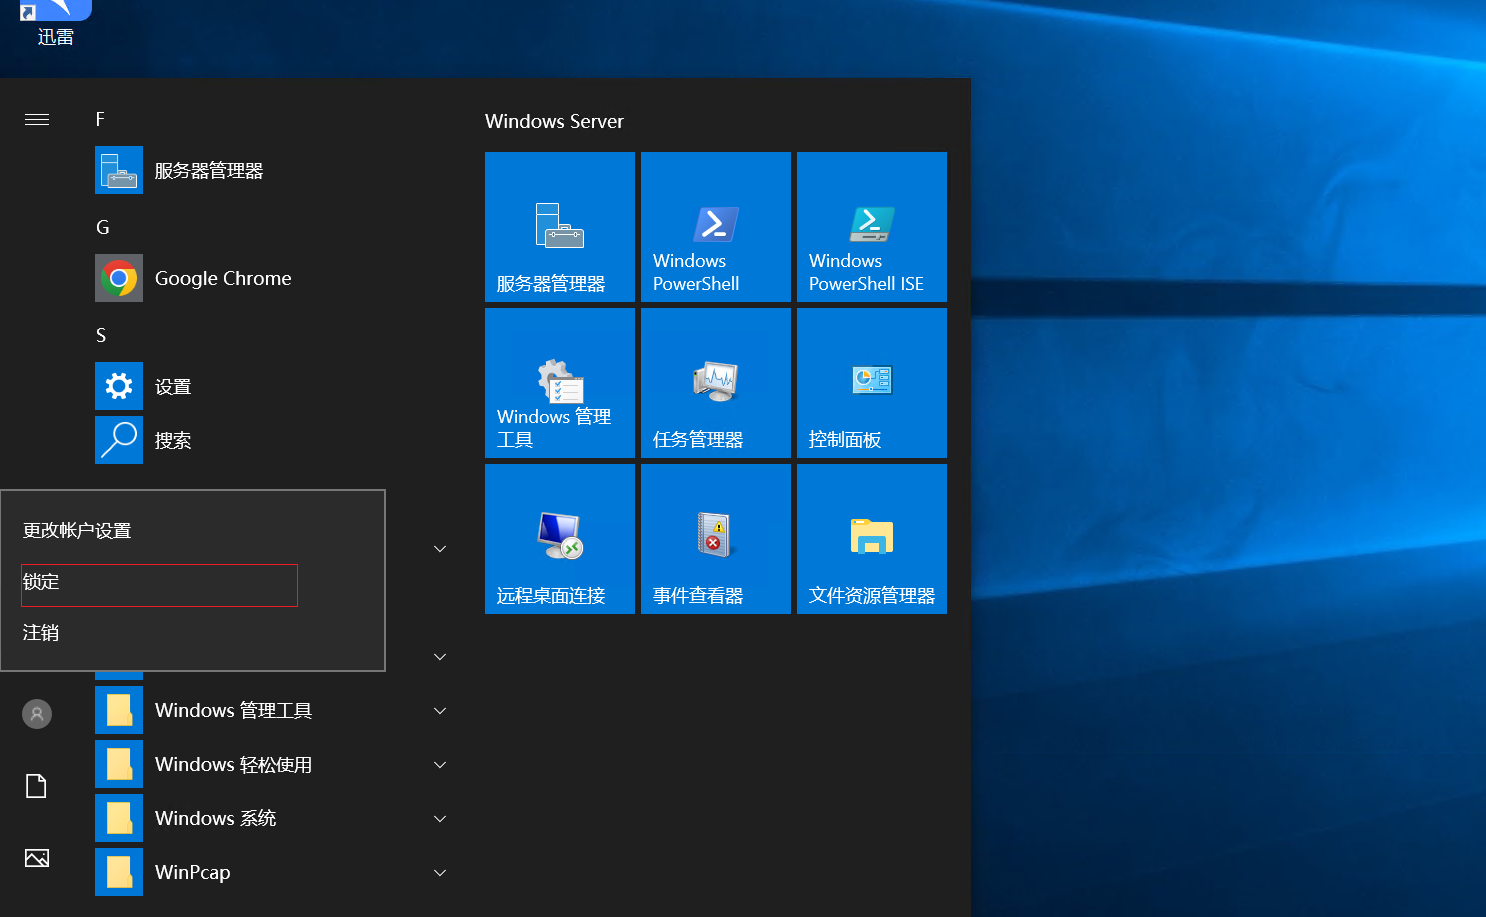 迅雷
F
服务器管理器
G
Google Chrome
S
设置
搜索
更改帐户设置
锁定
注销
Windows 管理工具
Windows 轻松使用
Windows 系统
WinPcap
Windows Server
服务器管理器
Windows
PowerShell
Windows
PowerShell ISE
Windows 管理
工具
任务管理器
控制面板
远程桌面连接
事件查看器
文件资源管理器